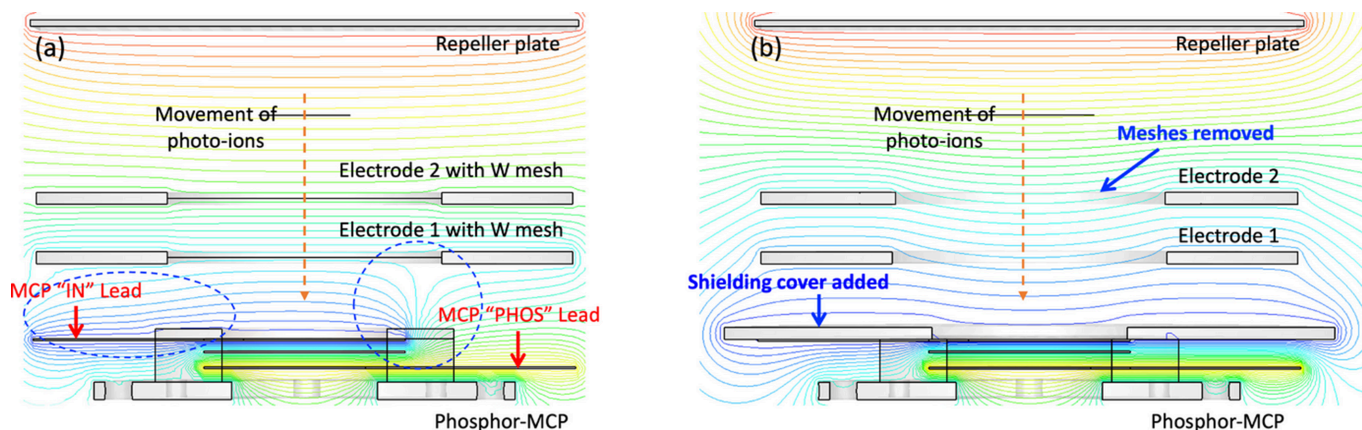 (a)
Repeller plate
Movement of
photo-ions
Electrode 2 with W mesh
Electrode 1 with W mesh
MCP “IN” Lead
MCP “PHOS” Lead
Phosphor-MCP
(b)
Repeller plate
Movement of
photo-ions
Meshes removed
Electrode 2
Electrode 1
Shielding cover added
Phosphor-MCP